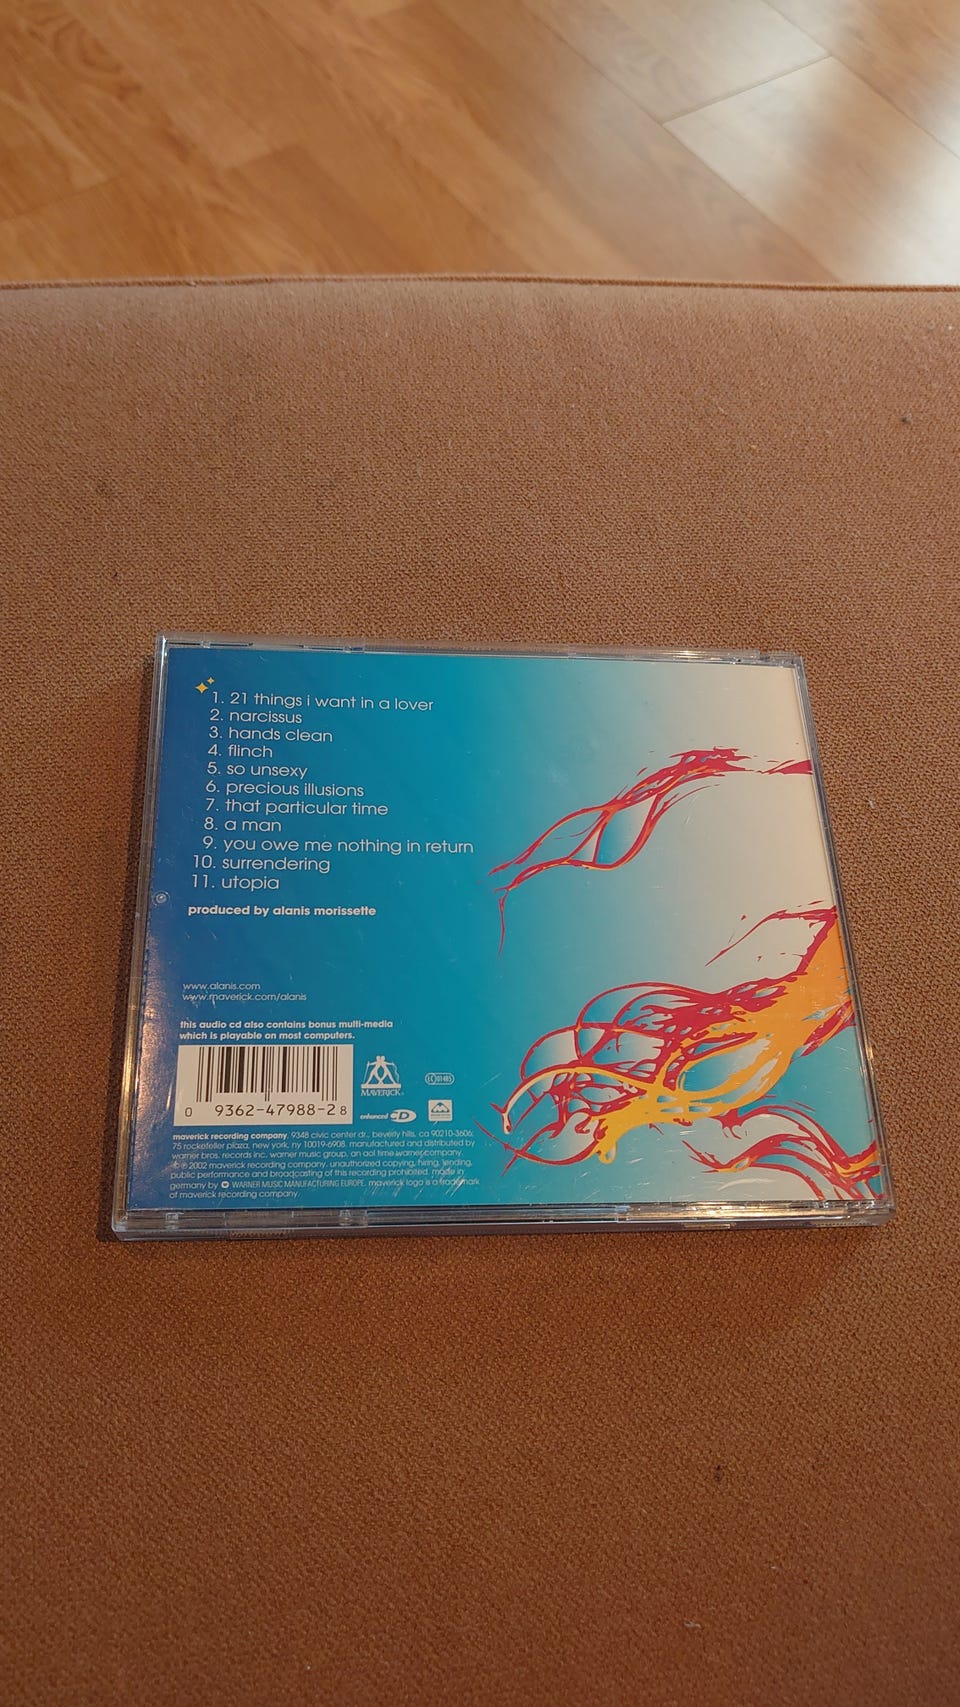 1. 21 things i want in a lover
2. narcissus
3. hands clean
4. flinch
5. so unsexy
6. precious illusions
7. that particular time
8. a man
9. you owe me nothing in return
10. surrendering
11. utopia
produced by alanis morissette
www.alanis.com
www.maverick.com/alanis
this audio cd also contains bonus multi-media
which is playable on most computers.
0 9362-47988-2 8
MAVERICK
enhanced CD
maverick recording company, 9348 civic center dr., beverly hills, ca 90210-3606;
75 rockefeller plaza, new york, ny 10019-6908. manufactured and distributed by
warner bros. records inc. warner music group, an aol time warner company.
℗ © 2002 maverick recording company. unauthorized copying, hiring, lending,
public performance and broadcasting of this recording prohibited. made in
germany by WARNER MUSIC MANUFACTURING EUROPE. maverick logo is a trademark
of maverick recording company.